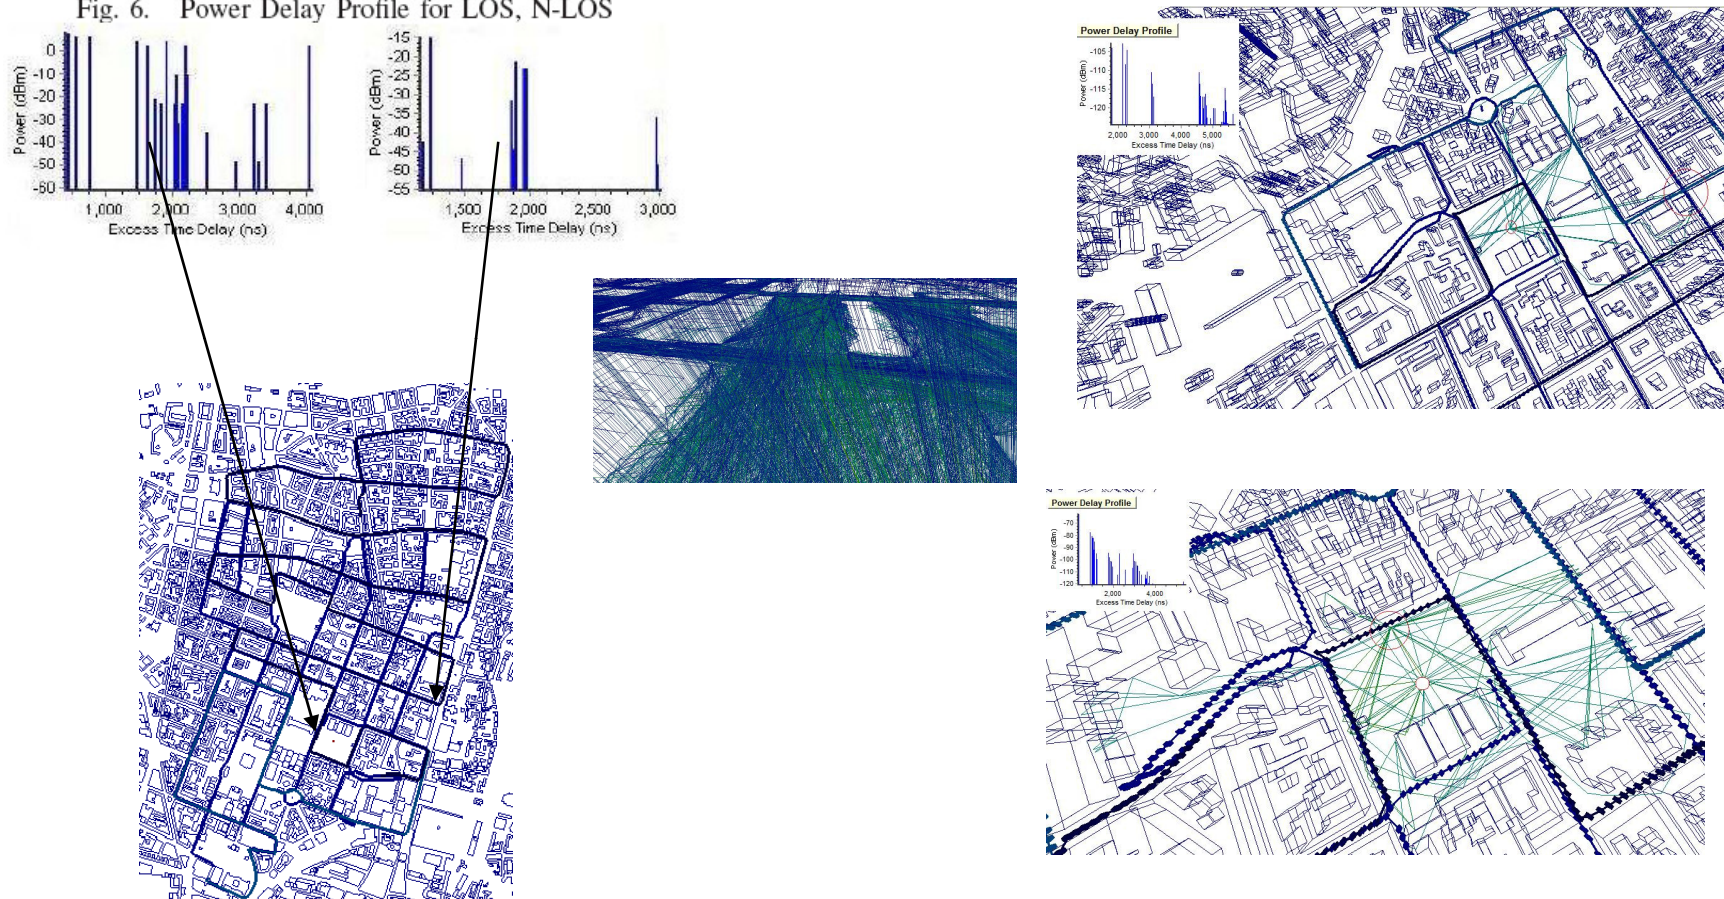 Fig. 6. Power Delay Profile for LOS, N-LOS
0
-10
-20
-30
-40
-50
-60
Power (dBm)
1,000 2,000 3,000 4,000
Excess Time Delay (ns)
-15
-20
-25
-30
-35
-40
-45
-50
-55
Power (dBm)
1,500 2,000 2,500 3,000
Excess Time Delay (ns)
Power Delay Profile
-105
-110
-115
-120
Power (dBm)
2,000 3,000 4,000 5,000
Excess Time Delay (ns)
Power Delay Profile
-70
-80
-90
-100
-110
-120
Power (dBm)
2,000 4,000
Excess Time Delay (ns)